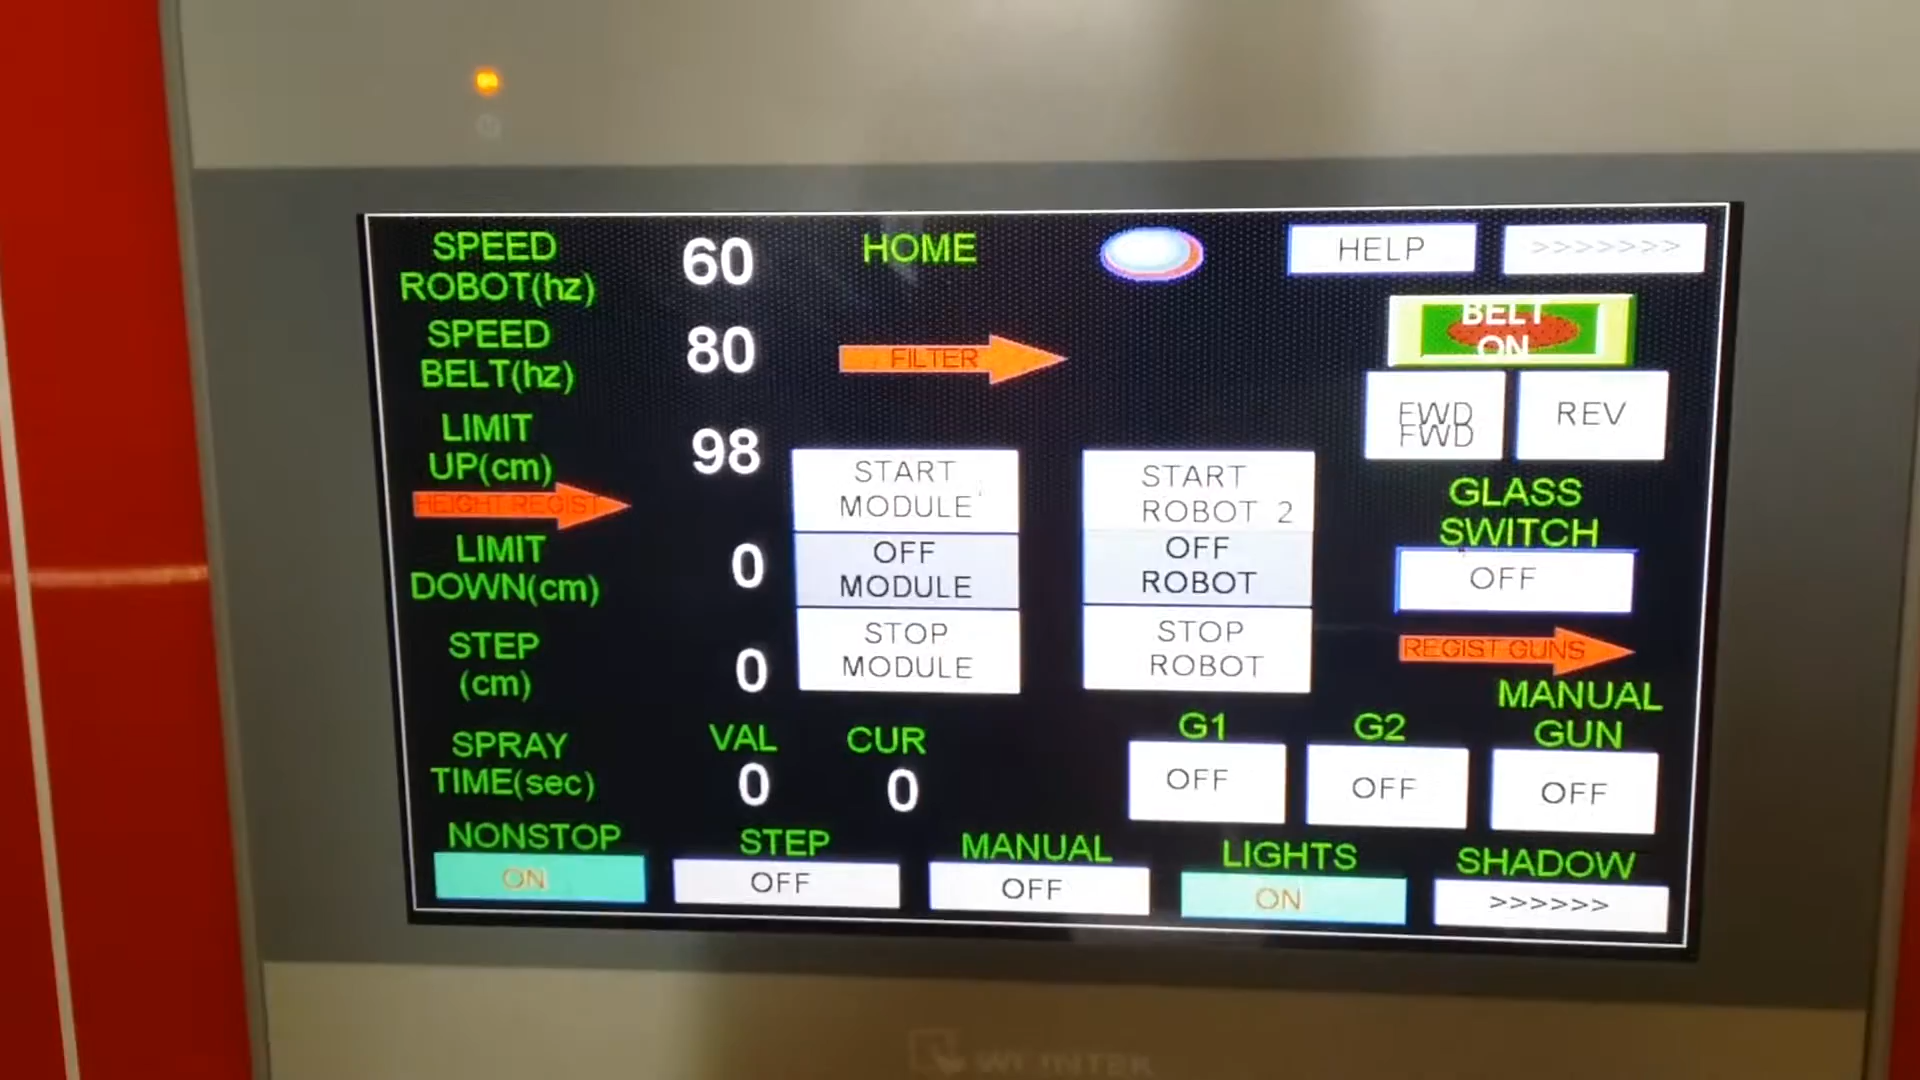 SPEED
ROBOT(hz)
60
HOME
HELP
>>>>>>>
SPEED
BELT(hz)
80
FILTER
BELT
ON
FWD
FWD
REV
LIMIT
UP(cm)
98
HEIGHT REGIST
START
MODULE
START
ROBOT 2
GLASS
SWITCH
OFF
LIMIT
DOWN(cm)
0
OFF
MODULE
OFF
ROBOT
STEP
(cm)
0
STOP
MODULE
STOP
ROBOT
REGIST GUNS
SPRAY
TIME(sec)
VAL
0
CUR
0
G1
OFF
G2
OFF
MANUAL
GUN
OFF
NONSTOP
ON
STEP
OFF
MANUAL
OFF
LIGHTS
ON
SHADOW
>>>>>>